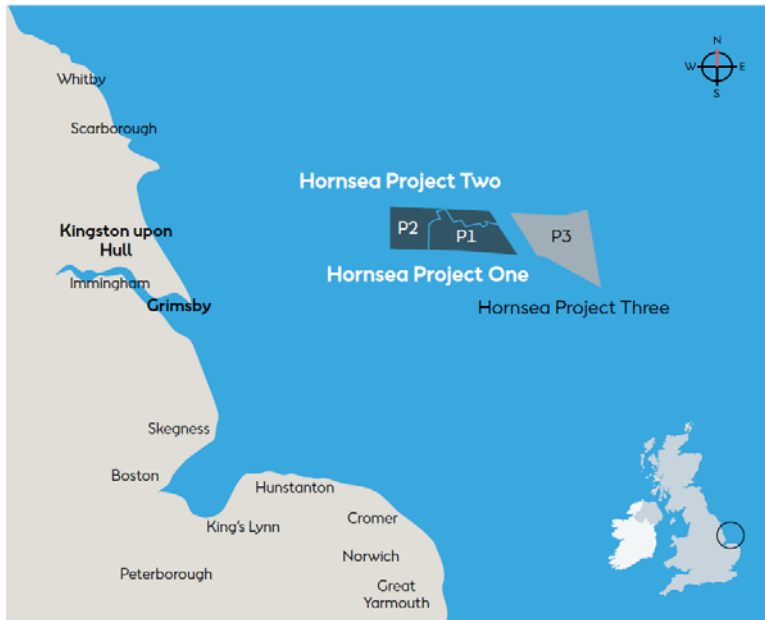 N
W E
S
Whitby
Scarborough
Hornsea Project Two
P2
P1
P3
Kingston upon
Hull
Hornsea Project One
Immingham
Grimsby
Hornsea Project Three
Skegness
Boston
Hunstanton
King's Lynn
Cromer
Norwich
Peterborough
Great
Yarmouth